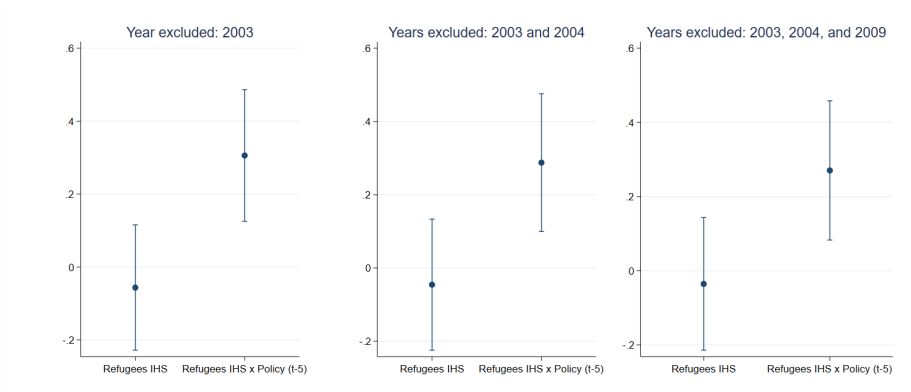 Year excluded: 2003
.6
.4
.2
0
-.2
Refugees IHS
Refugees IHS x Policy (t-5)
Years excluded: 2003 and 2004
.6
.4
.2
0
-.2
Refugees IHS
Refugees IHS x Policy (t-5)
Years excluded: 2003, 2004, and 2009
.6
.4
.2
0
-.2
Refugees IHS
Refugees IHS x Policy (t-5)